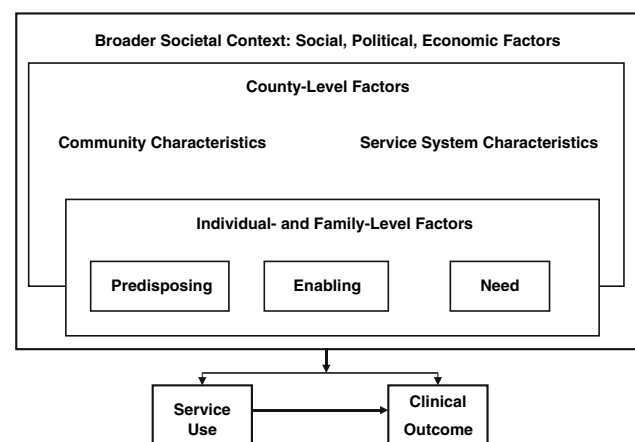 Broader Societal Context: Social, Political, Economic Factors
County-Level Factors
Community Characteristics
Service System Characteristics
Individual- and Family-Level Factors
Predisposing
Enabling
Need
Service
Use
Clinical
Outcome